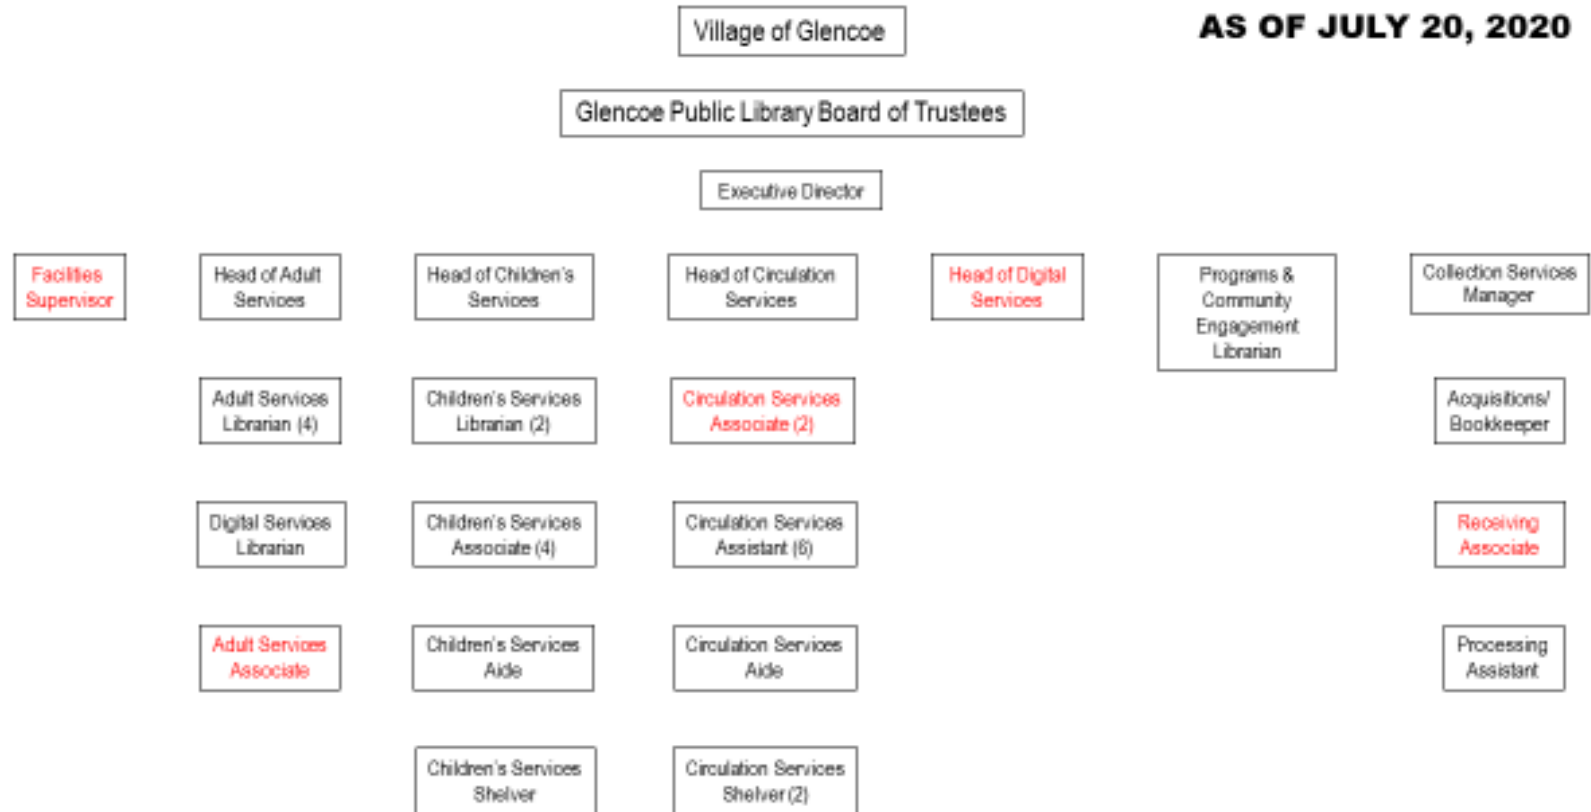 Village of Glencoe
AS OF JULY 20, 2020
Glencoe Public Library Board of Trustees
Executive Director
Facilities
Supervisor
Head of Adult
Services
Head of Children's
Services
Head of Circulation
Services
Head of Digital
Services
Programs &
Community
Engagement
Librarian
Collection Services
Manager
Adult Services
Librarian (4)
Children's Services
Librarian (2)
Circulation Services
Associate (2)
Acquisitions/
Bookkeeper
Digital Services
Librarian
Children's Services
Associate (4)
Circulation Services
Assistant (6)
Receiving
Associate
Adult Services
Associate
Children's Services
Aide
Circulation Services
Aide
Processing
Assistant
Children's Services
Shelver
Circulation Services
Shelver (2)